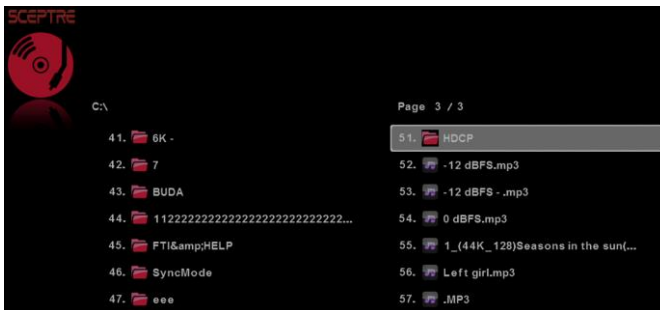 SCEPTRE
C:\
41. 6K -
42. 7
43. BUDA
44. 1122222222222222222222222222...
45. FTI&amp;HELP
46. SyncMode
47. eee
Page 3 / 3
51. HDCP
52. -12 dBFS.mp3
53. -12 dBFS - .mp3
54. 0 dBFS.mp3
55. 1_(44K_128)Seasons in the sun(...
56. Left girl.mp3
57. .MP3